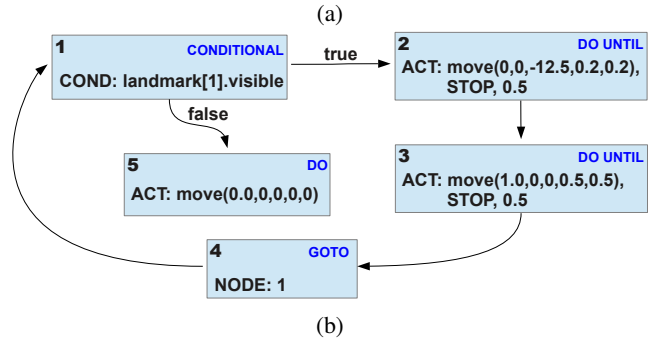 (a)
1 CONDITIONAL
COND: landmark[1].visible
true
2 DO UNTIL
ACT: move(0,0,-12.5,0.2,0.2),
STOP, 0.5
false
5 DO
ACT: move(0.0,0,0,0,0)
3 DO UNTIL
ACT: move(1.0,0,0,0.5,0.5),
STOP, 0.5
4 GOTO
NODE: 1
(b)